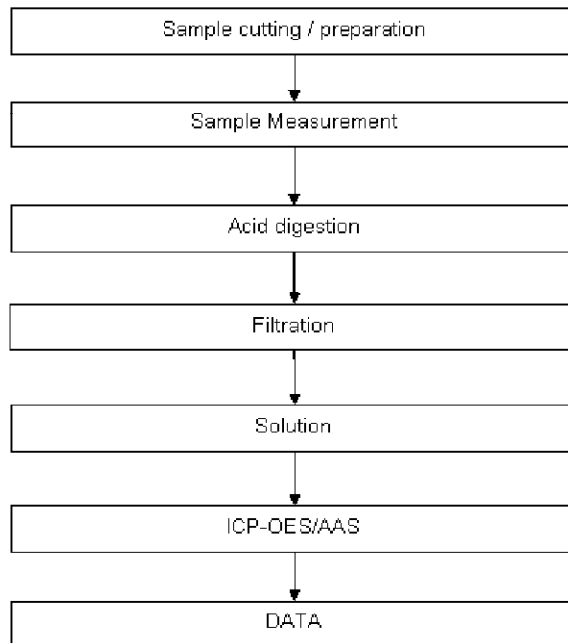 Sample cutting / preparation
Sample Measurement
Acid digestion
Filtration
Solution
ICP-OES/AAS
DATA